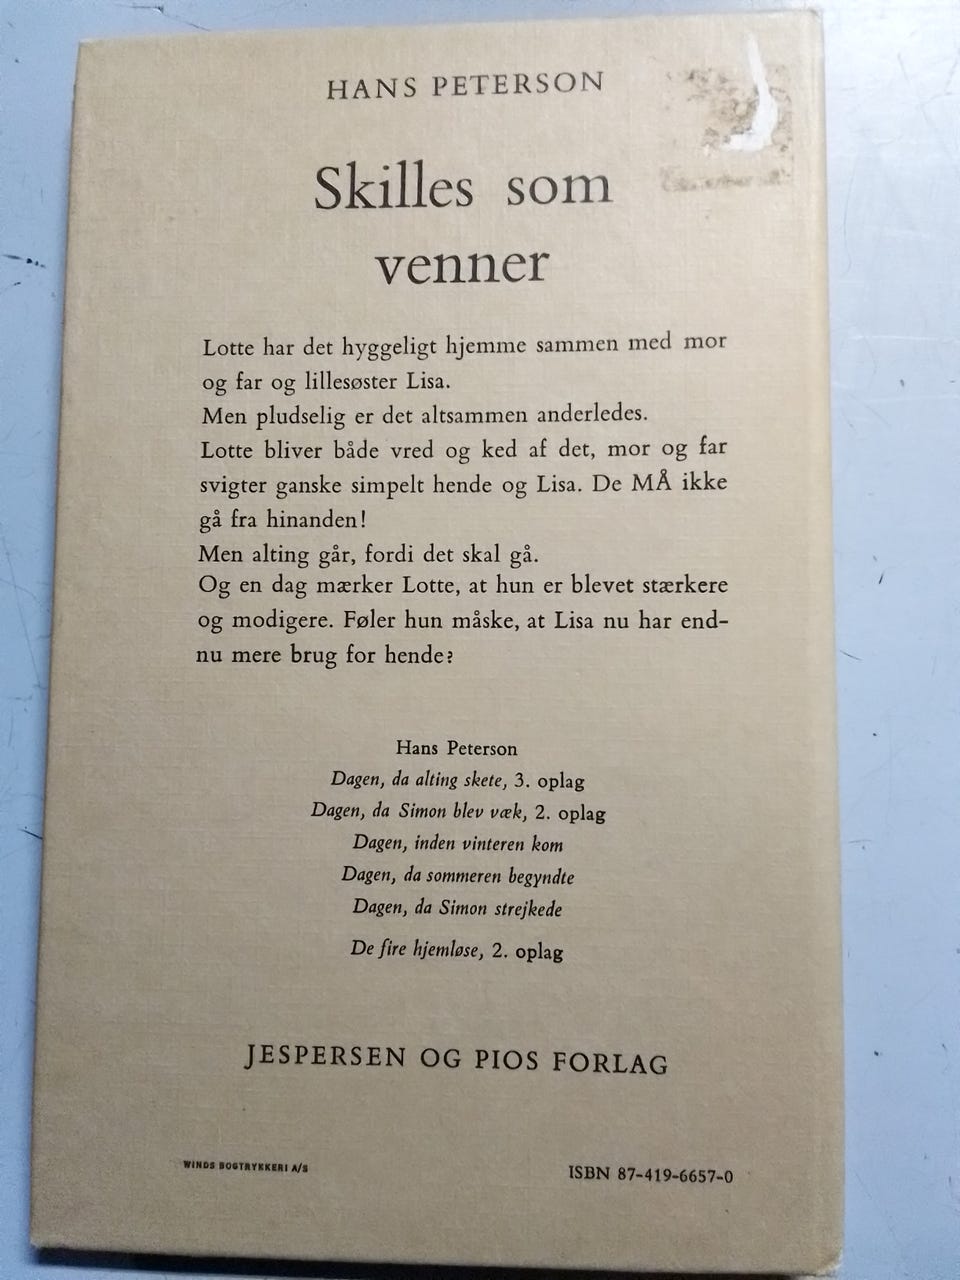 HANS PETERSON
Skilles som
venner
Lotte har det hyggeligt hjemme sammen med mor
og far og lillesøster Lisa.
Men pludselig er det altsammen anderledes.
Lotte bliver både vred og ked af det, mor og far
svigter ganske simpelt hende og Lisa. De MÅ ikke
gå fra hinanden!
Men alting går, fordi det skal gå.
Og en dag mærker Lotte, at hun er blevet stærkere
og modigere. Føler hun måske, at Lisa nu har end-
nu mere brug for hende?
Hans Peterson
Dagen, da alting skete, 3. oplag
Dagen, da Simon blev væk, 2. oplag
Dagen, inden vinteren kom
Dagen, da sommeren begyndte
Dagen, da Simon strejkede
De fire hjemløse, 2. oplag
JESPERSEN OG PIOS FORLAG
WINDS BOGTRYKKERI A/S
ISBN 87-419-6657-0